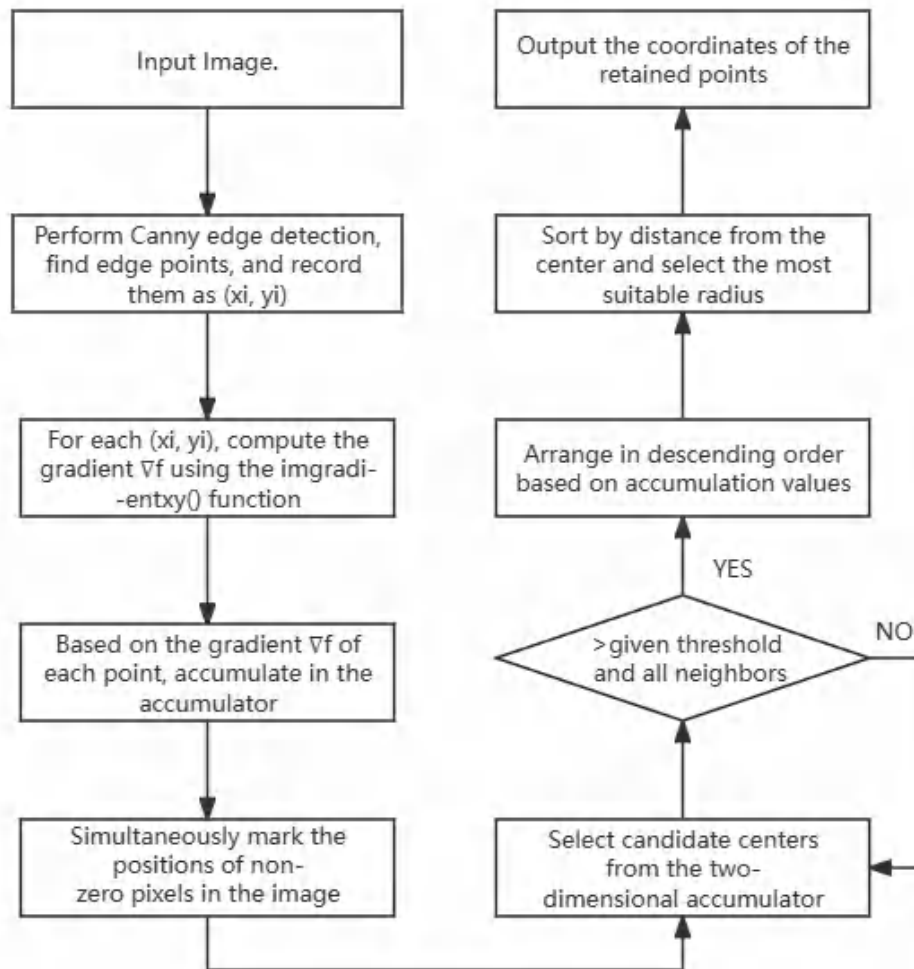 Input Image.
Perform Canny edge detection,
find edge points, and record
them as (xi, yi)
For each (xi, yi), compute the
gradient ∇f using the imgradi-
-entxy() function
Based on the gradient ∇f of
each point, accumulate in the
accumulator
Simultaneously mark the
positions of non-
zero pixels in the image
Select candidate centers
from the two-
dimensional accumulator
>given threshold
and all neighbors
NO
YES
Arrange in descending order
based on accumulation values
Sort by distance from the
center and select the most
suitable radius
Output the coordinates of the
retained points